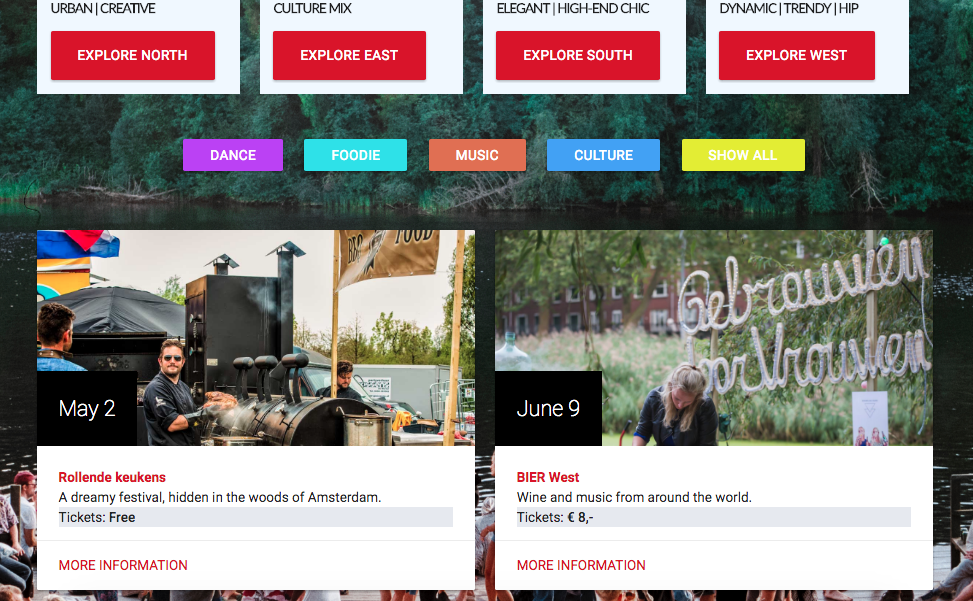 URBAN | CREATIVE
CULTURE MIX
ELEGANT | HIGH-END CHIC
DYNAMIC | TRENDY | HIP
EXPLORE NORTH
EXPLORE EAST
EXPLORE SOUTH
EXPLORE WEST
DANCE
FOODIE
MUSIC
CULTURE
SHOW ALL
BBQ FOOD
Gebrouwen
door Vrouwen
May 2
June 9
Rollende keukens
A dreamy festival, hidden in the woods of Amsterdam.
Tickets: Free
MORE INFORMATION
BIER West
Wine and music from around the world.
Tickets: € 8,-
MORE INFORMATION